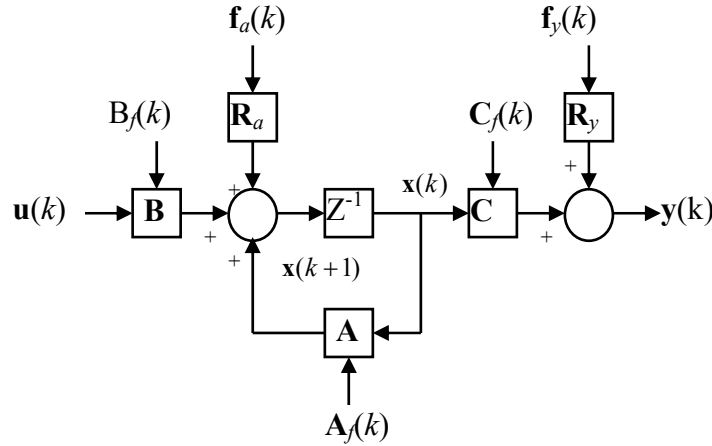 f_a(k)
f_y(k)
B_f(k)
R_a
C_f(k)
R_y
+
x(k)
+
u(k)
B
Z^{-1}
C
y(k)
+
+
+
x(k+1)
A
A_f(k)